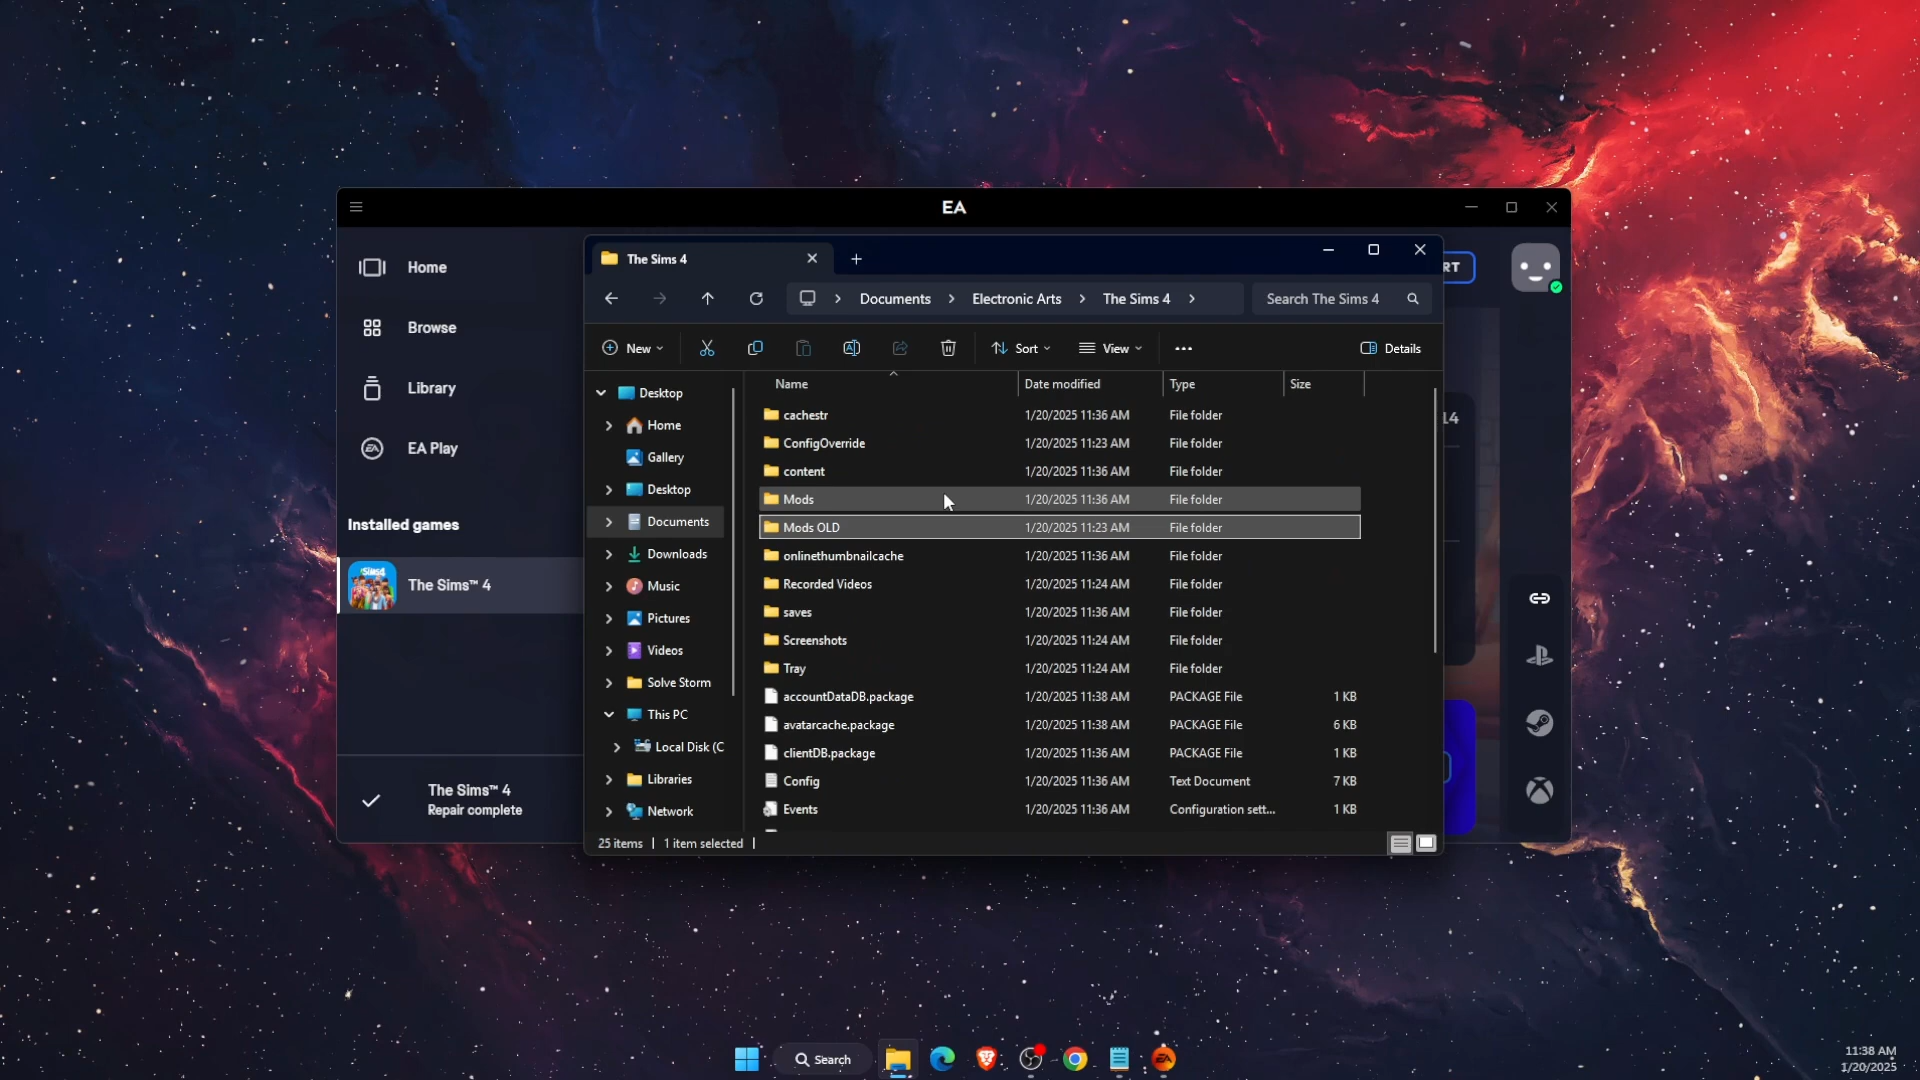 EA
Home
Browse
Library
EA Play
Installed games
The Sims™ 4
The Sims™ 4
Repair complete
RT
14
The Sims 4
Documents
Electronic Arts
The Sims 4
Search The Sims 4
New
Sort
View
Details
Desktop
Home
Gallery
Desktop
Documents
Downloads
Music
Pictures
Videos
Solve Storm
This PC
Local Disk (C
Libraries
Network
Name Date modified Type Size
cachestr 1/20/2025 11:36 AM File folder
ConfigOverride 1/20/2025 11:23 AM File folder
content 1/20/2025 11:36 AM File folder
Mods 1/20/2025 11:36 AM File folder
Mods OLD 1/20/2025 11:23 AM File folder
onlinethumbnailcache 1/20/2025 11:36 AM File folder
Recorded Videos 1/20/2025 11:24 AM File folder
saves 1/20/2025 11:36 AM File folder
Screenshots 1/20/2025 11:24 AM File folder
Tray 1/20/2025 11:24 AM File folder
accountDataDB.package 1/20/2025 11:38 AM PACKAGE File 1 KB
avatarcache.package 1/20/2025 11:38 AM PACKAGE File 6 KB
clientDB.package 1/20/2025 11:36 AM PACKAGE File 1 KB
Config 1/20/2025 11:36 AM Text Document 7 KB
Events 1/20/2025 11:36 AM Configuration sett... 1 KB
25 items
1 item selected
Search
11:38 AM
1/20/2025